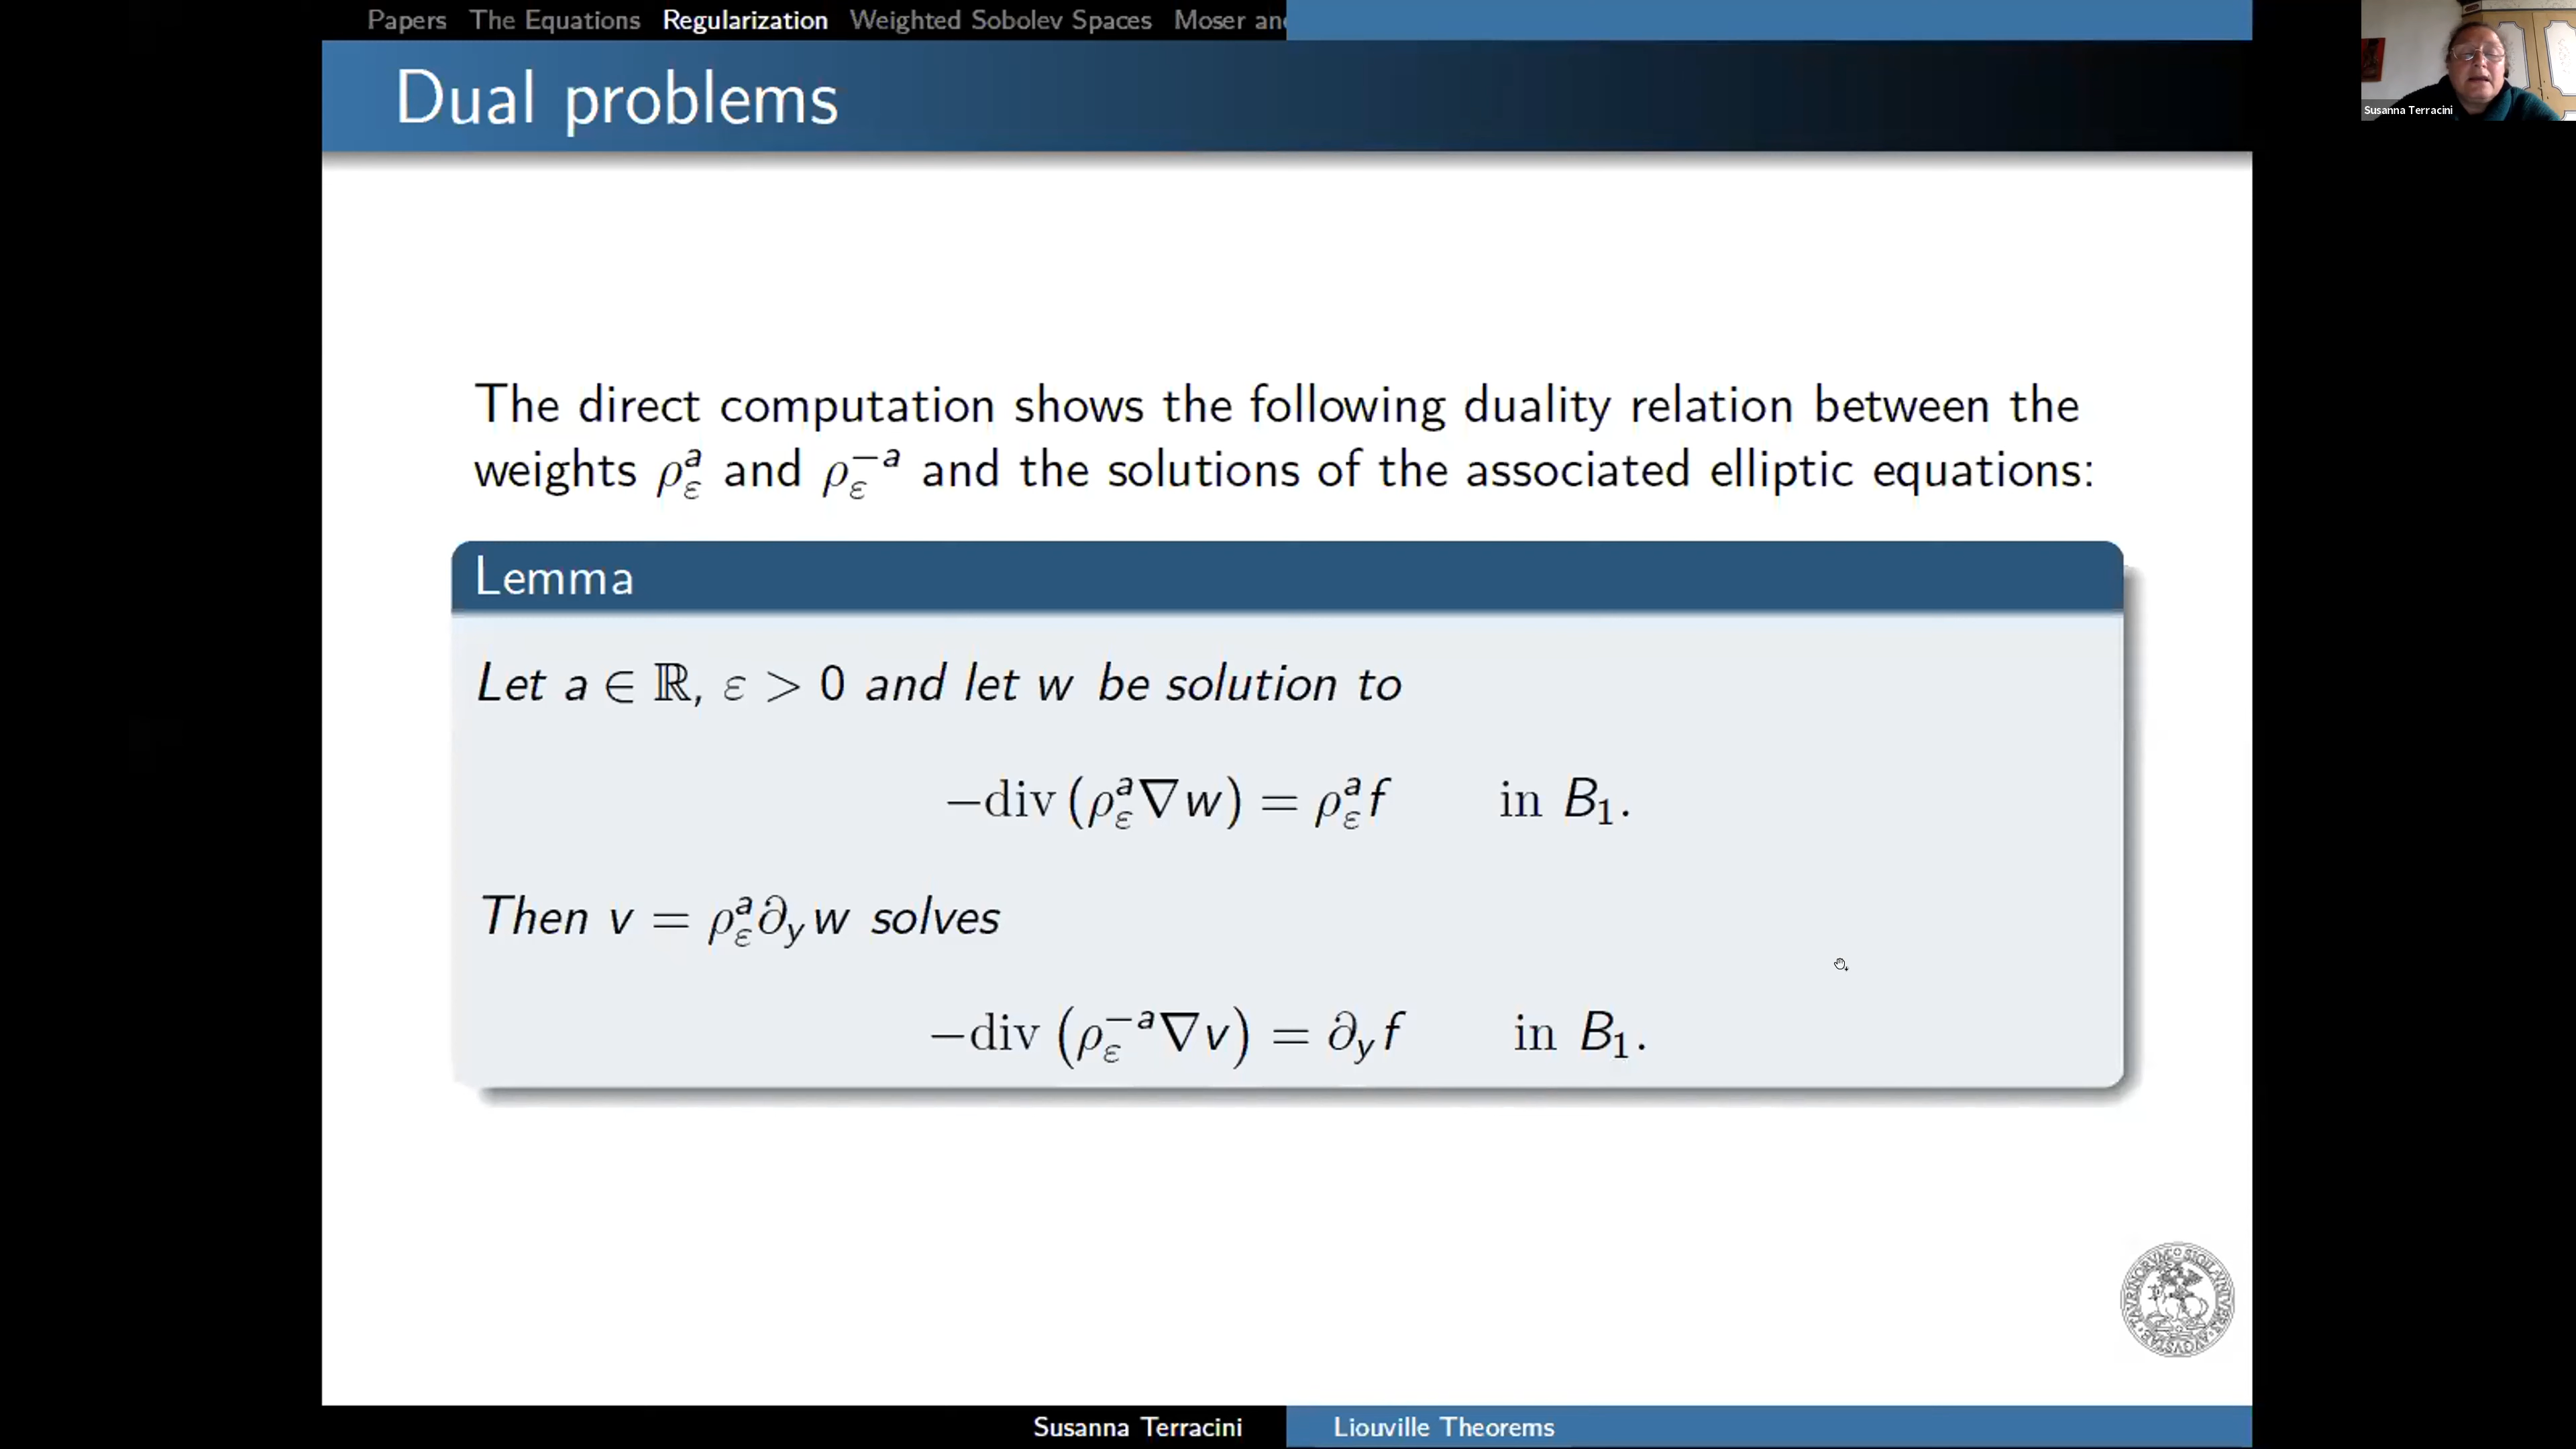 Papers The Equations Regularization Weighted Sobolev Spaces Moser an
Dual problems
Susanna Terracini
The direct computation shows the following duality relation between the
weights ρ_ε^a and ρ_ε^{−a} and the solutions of the associated elliptic equations:
Lemma
Let a ∈ ℝ, ε > 0 and let w be solution to
−div (ρ_ε^a ∇w) = ρ_ε^a f in B_1.
Then v = ρ_ε^a ∂_y w solves
−div (ρ_ε^{−a} ∇v) = ∂_y f in B_1.
Susanna Terracini Liouville Theorems